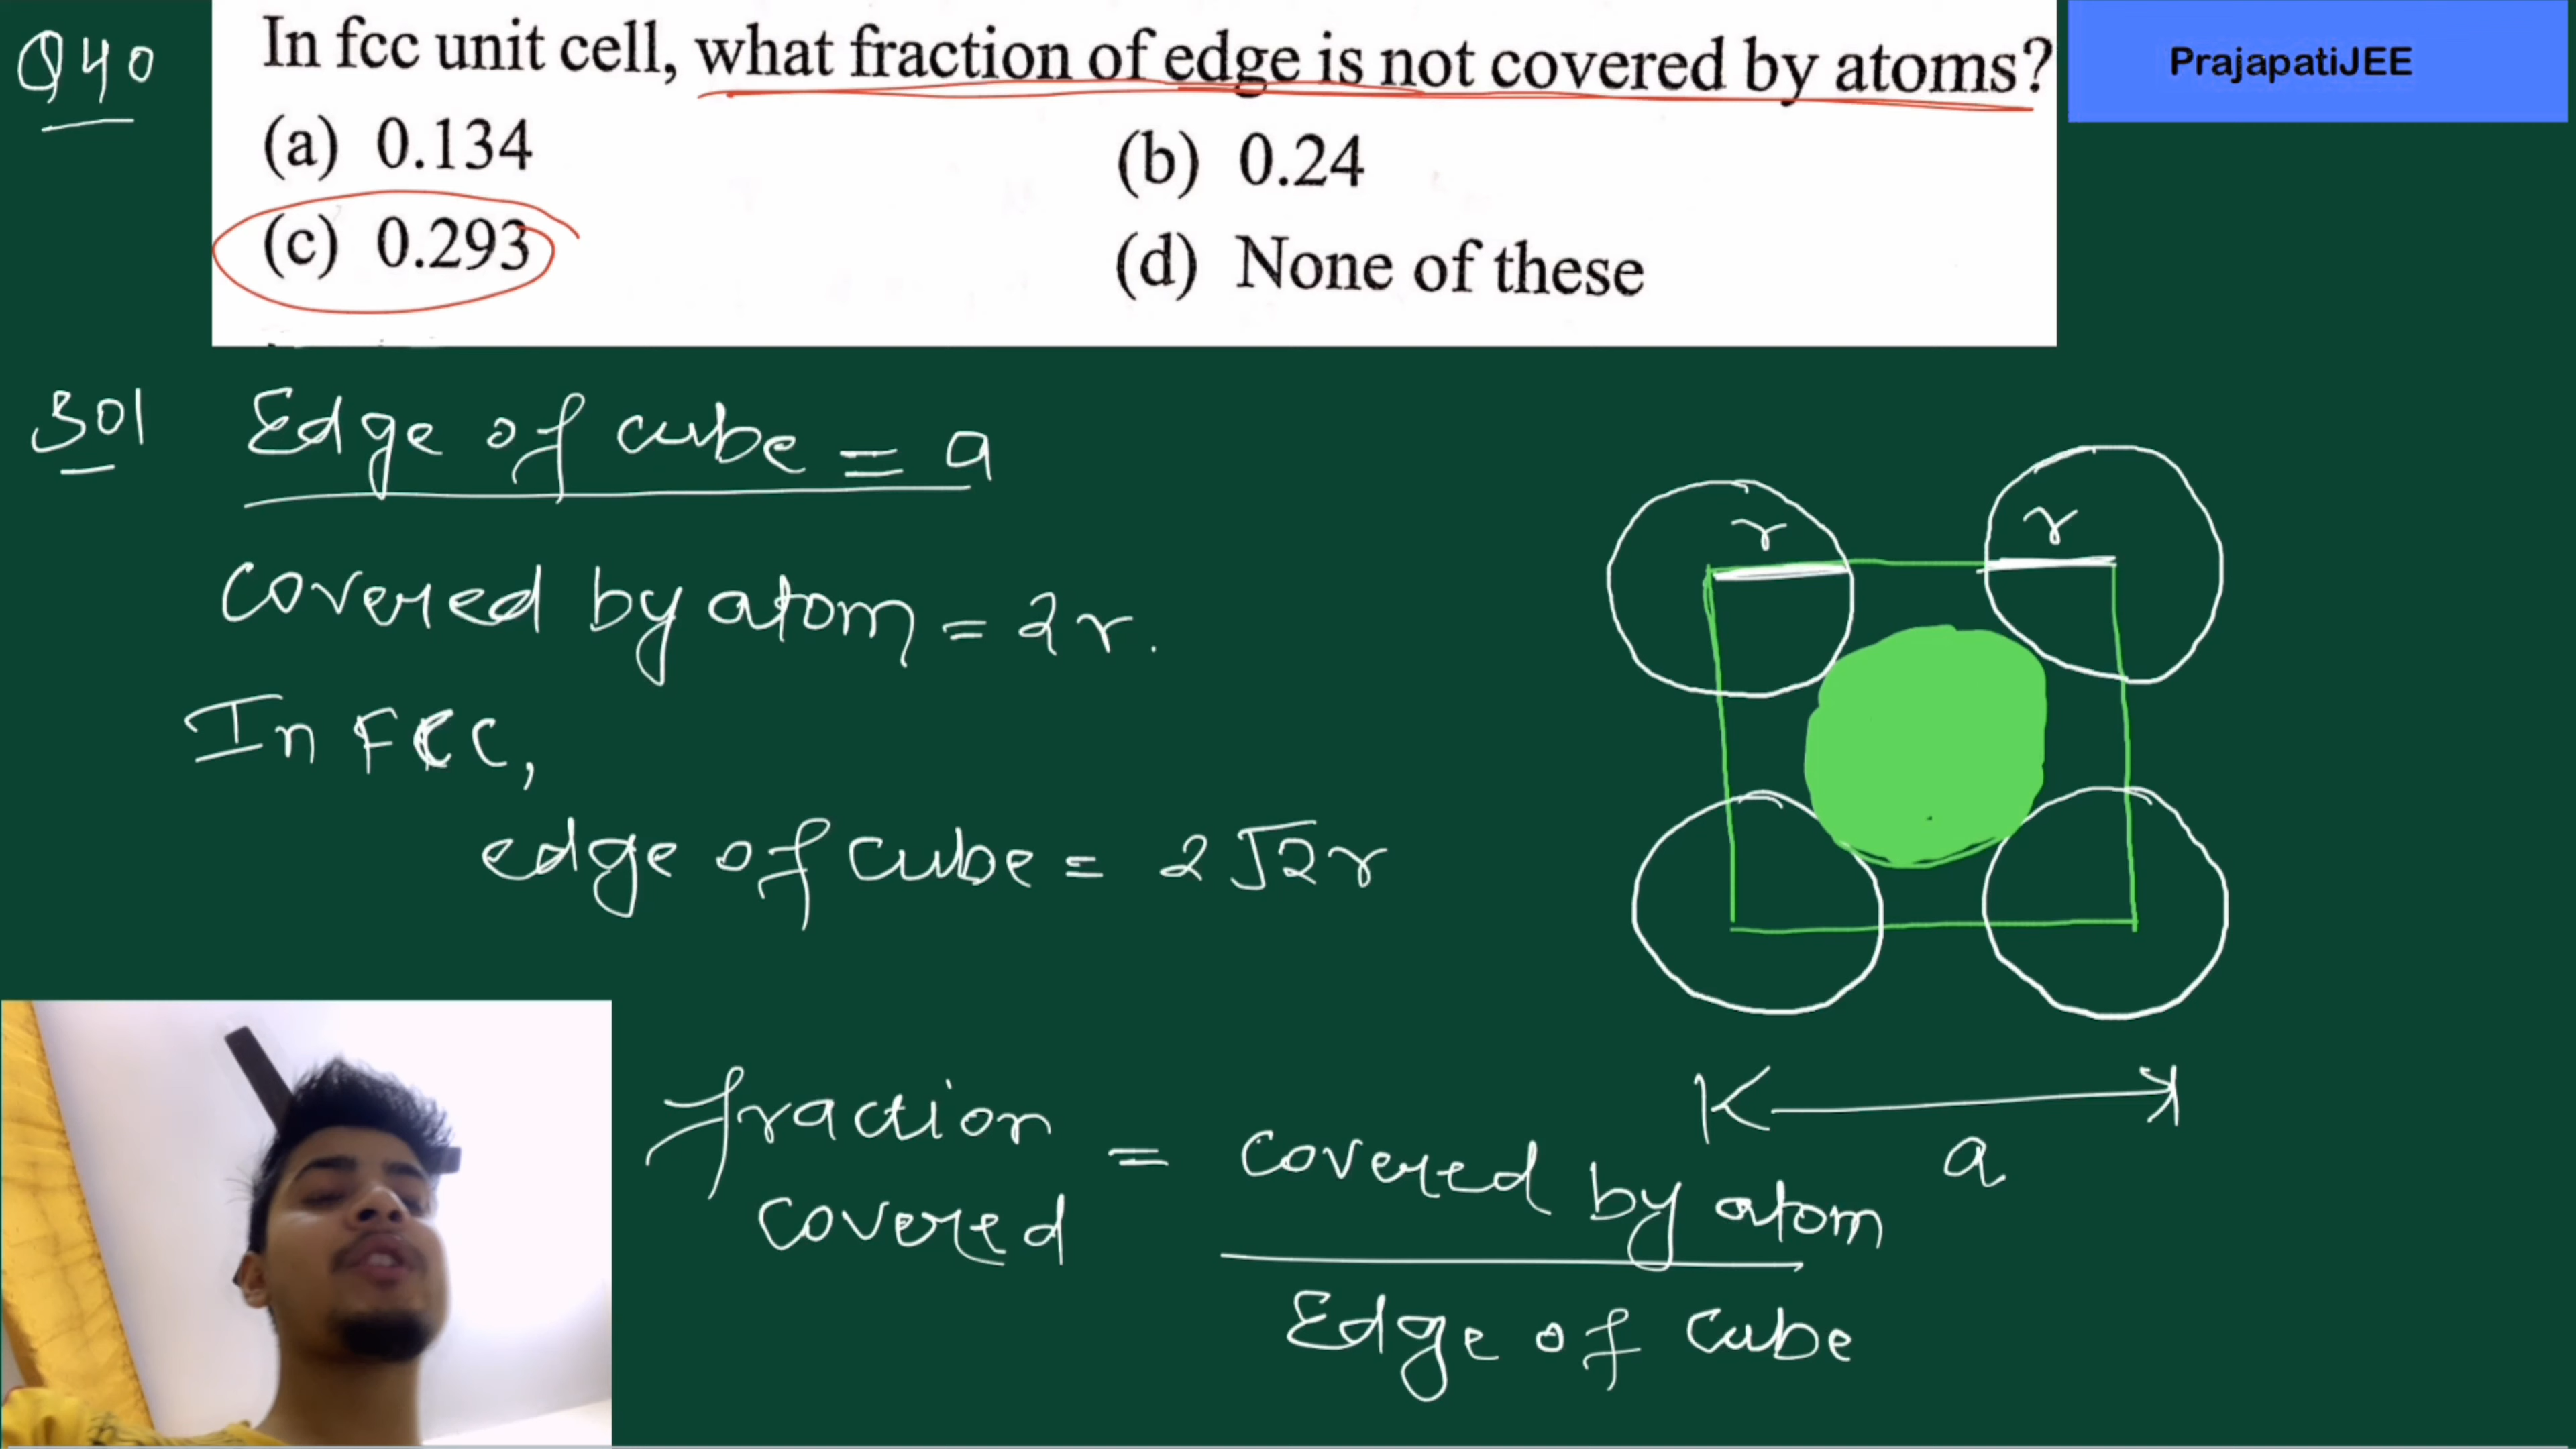 Q40
In fcc unit cell, what fraction of edge is not covered by atoms?
PrajapatiJEE
(a) 0.134
(b) 0.24
(c) 0.293
(d) None of these
Sol
Edge of cube = a
covered by atom = 2r.
In FCC,
edge of cube = 2√2r
r
r
a
fraction covered = covered by atom
Edge of cube